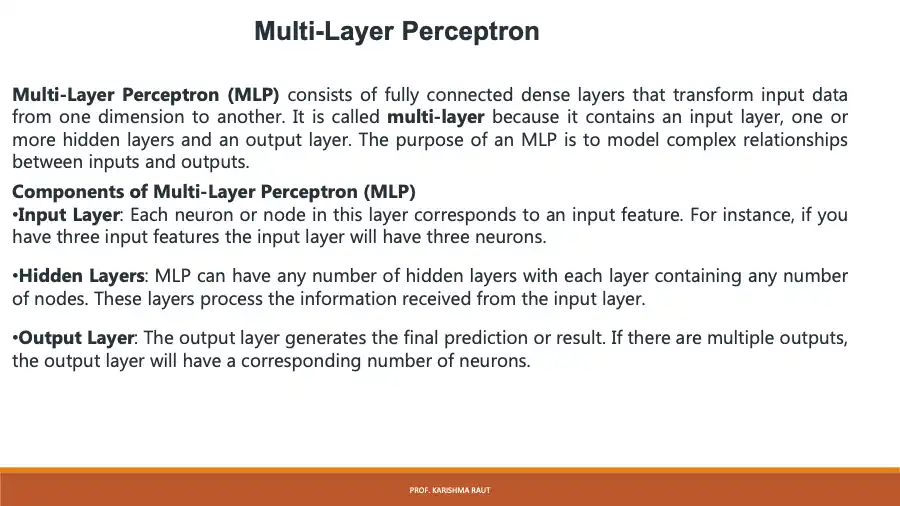 Multi-Layer Perceptron
Multi-Layer Perceptron (MLP) consists of fully connected dense layers that transform input data
from one dimension to another. It is called multi-layer because it contains an input layer, one or
more hidden layers and an output layer. The purpose of an MLP is to model complex relationships
between inputs and outputs.
Components of Multi-Layer Perceptron (MLP)
•Input Layer: Each neuron or node in this layer corresponds to an input feature. For instance, if you
have three input features the input layer will have three neurons.
•Hidden Layers: MLP can have any number of hidden layers with each layer containing any number
of nodes. These layers process the information received from the input layer.
•Output Layer: The output layer generates the final prediction or result. If there are multiple outputs,
the output layer will have a corresponding number of neurons.
PROF. KARISHMA RAUT